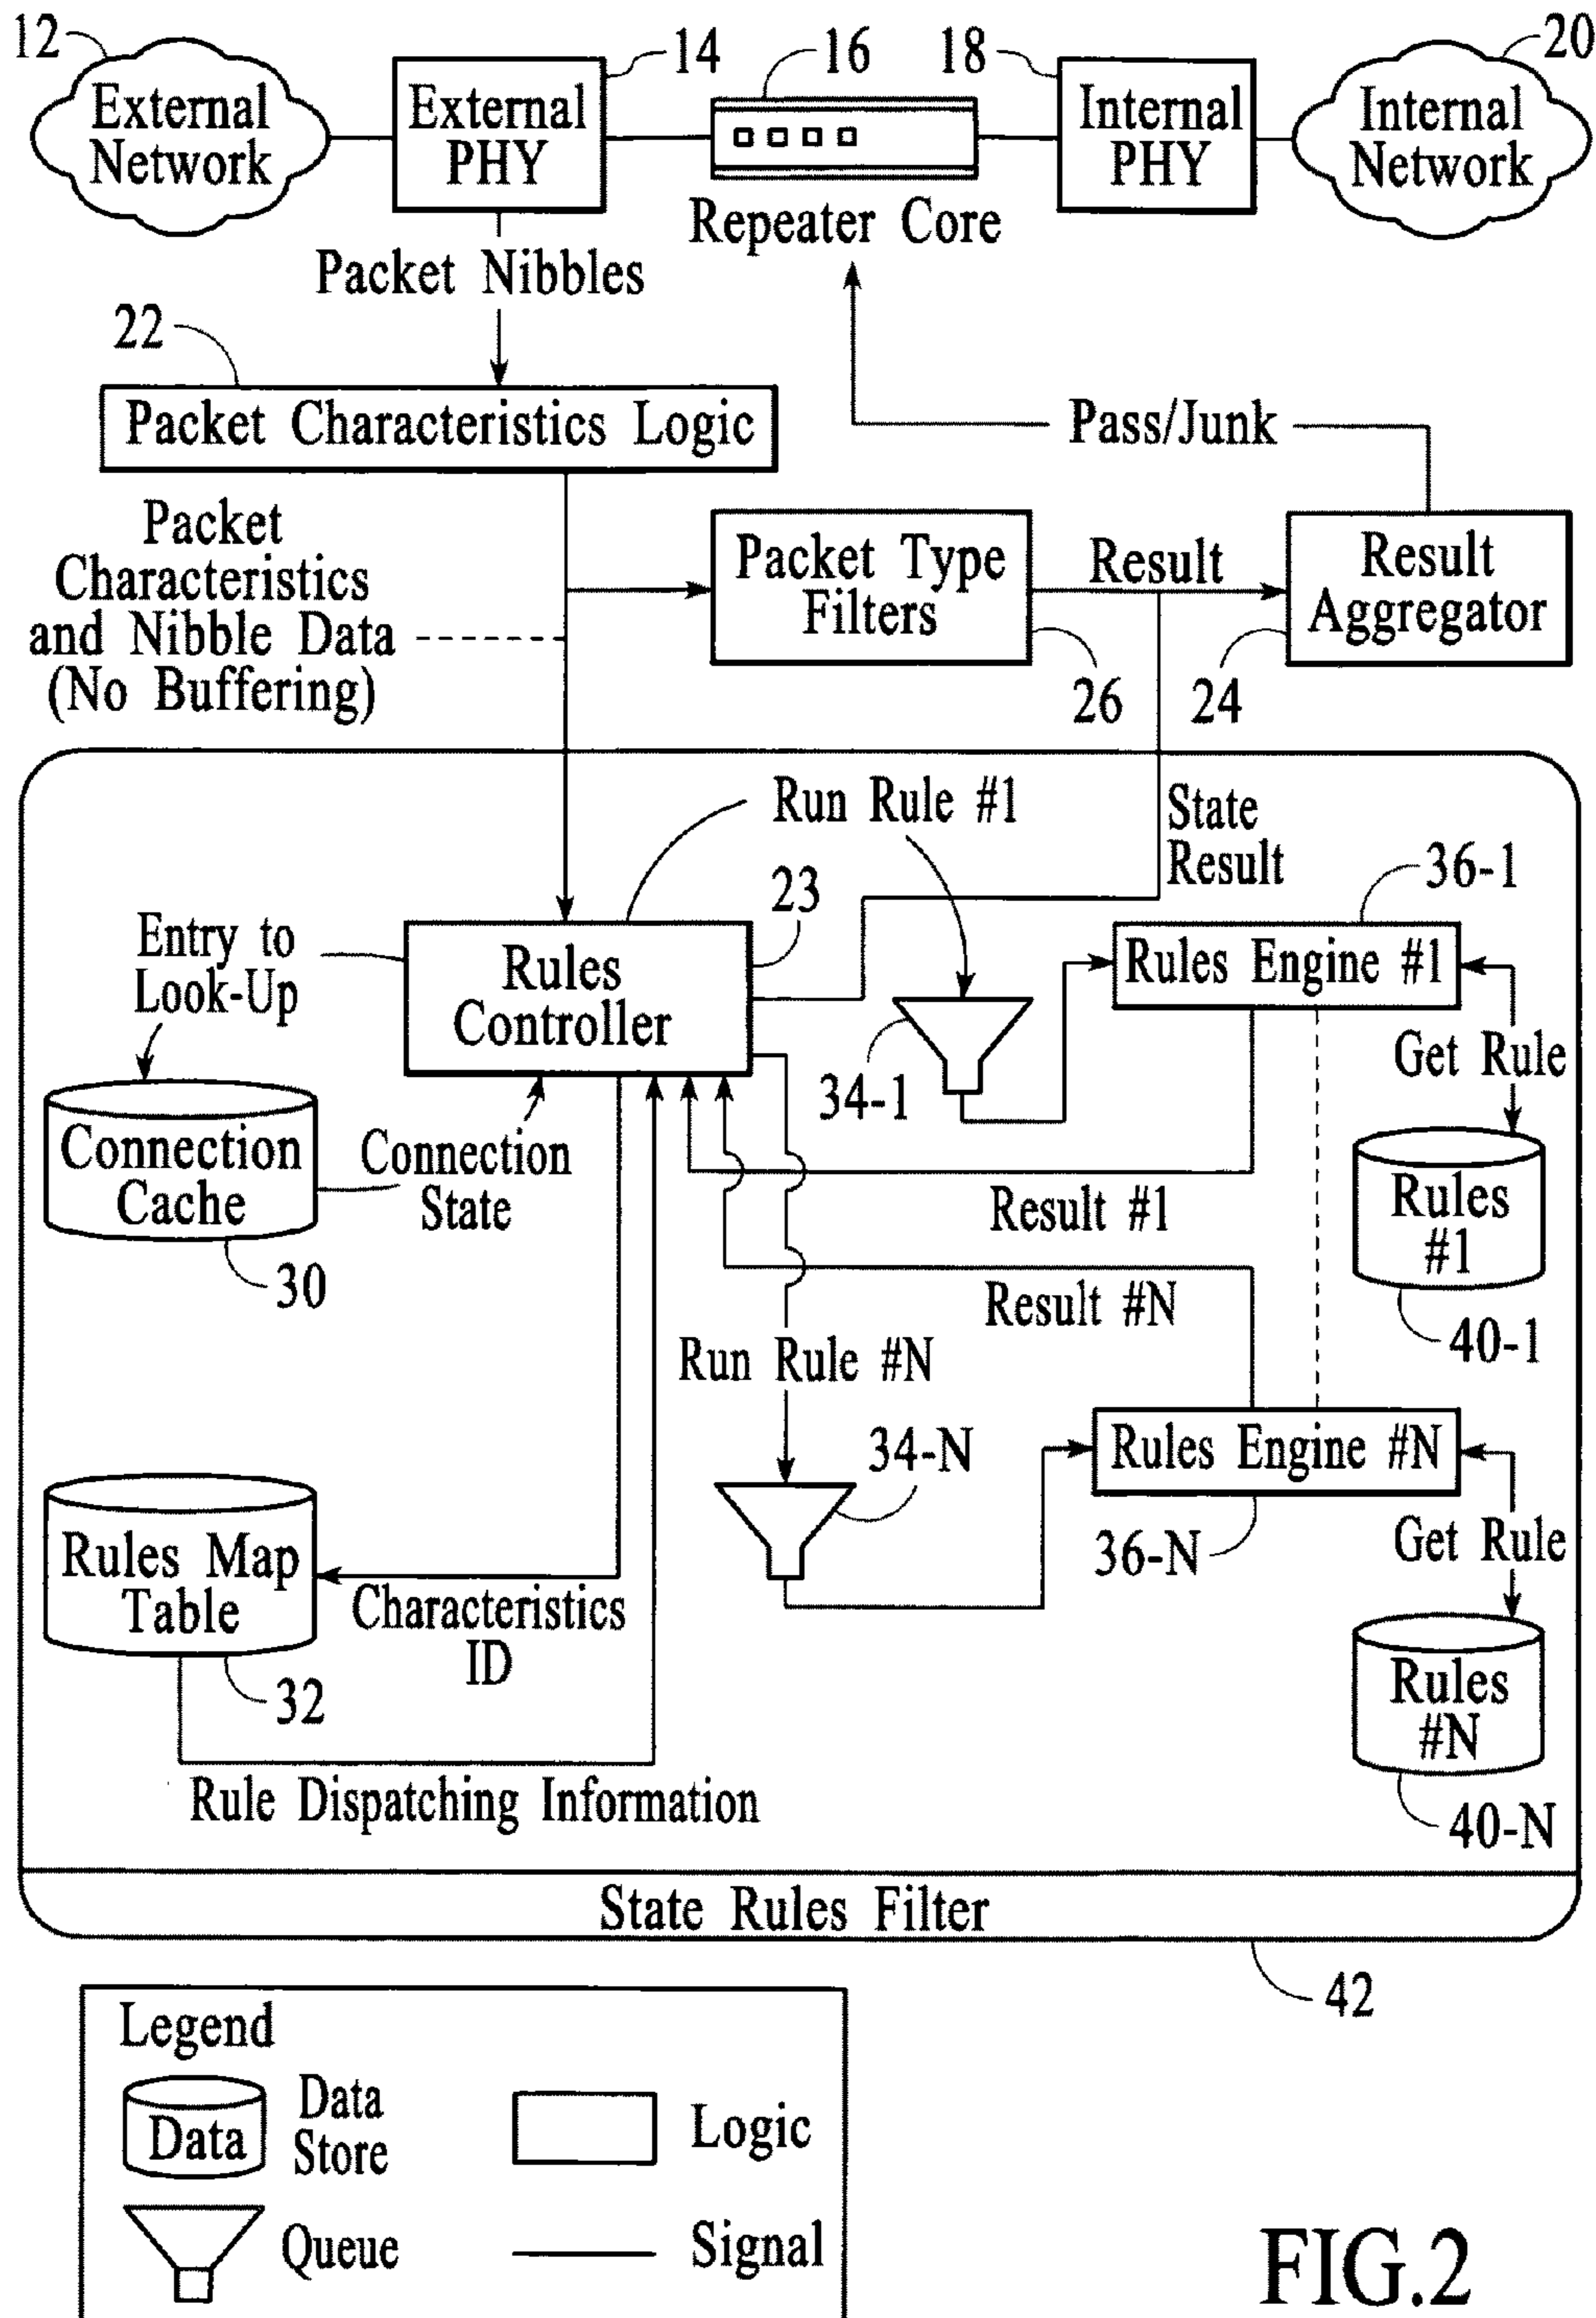 12
External
Network
External
PHY
14
16
Repeater Core
18
Internal
PHY
20
Internal
Network
Packet Nibbles
22
Packet Characteristics Logic
Pass/Junk
Packet
Characteristics
and Nibble Data
(No Buffering)
Packet Type
Filters
26
Result
Result
Aggregator
24
Run Rule #1
State
Result
23
36-1
Entry to
Look-Up
Rules
Controller
34-1
Rules Engine #1
Get Rule
Connection
Cache
30
Connection
State
Result #1
Rules
#1
40-1
Result #N
Run Rule #N
34-N
Rules Engine #N
36-N
Get Rule
Rules Map
Table
32
Characteristics
ID
Rules
#N
40-N
Rule Dispatching Information
State Rules Filter
42
Legend
Data
Data
Store
Logic
Queue
Signal
FIG.2